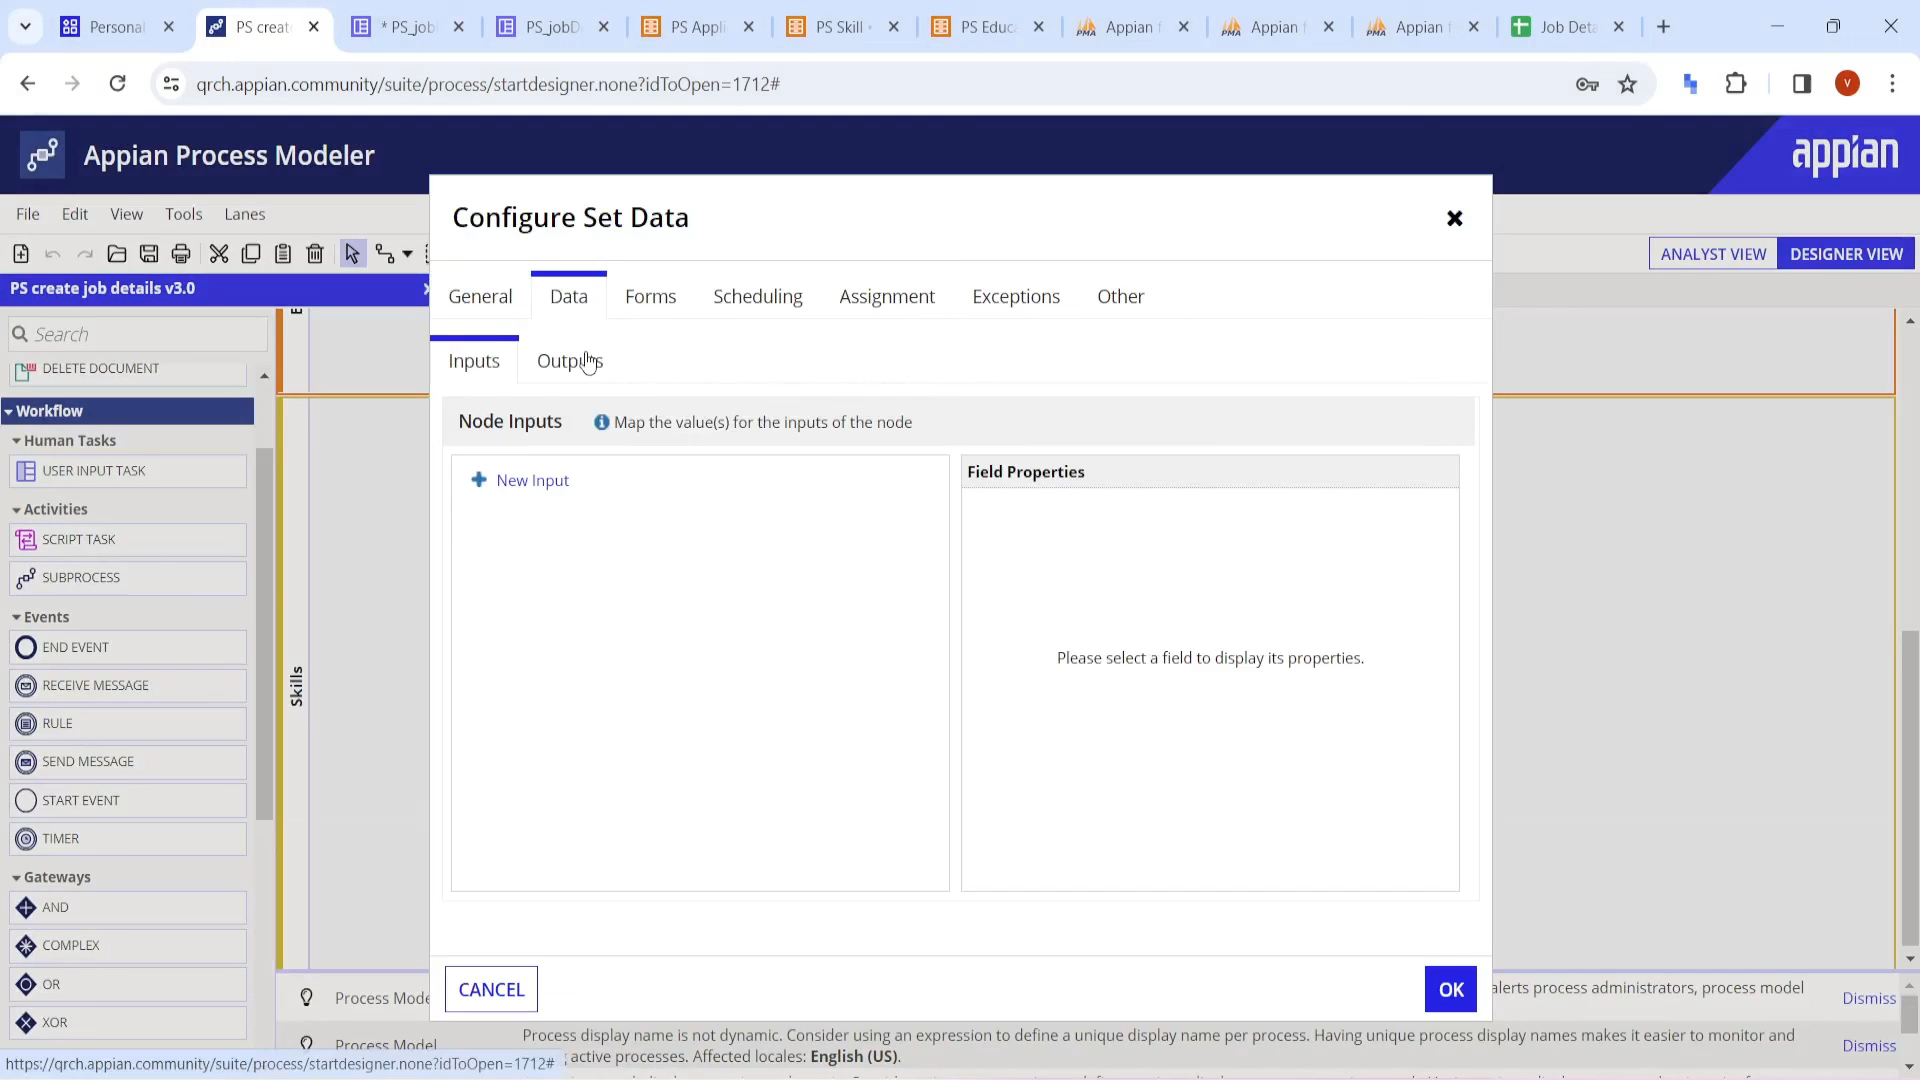 Personal
PS creat
* PS_job
PS_jobD
PS Appli
PS Skill
PS Educ
Appian f
Appian f
Appian f
Job Deta
qrch.appian.community/suite/process/startdesigner.none?idToOpen=1712#
V
Appian Process Modeler
appian
File Edit View Tools Lanes
ANALYST VIEW
DESIGNER VIEW
PS create job details v3.0
Search
DELETE DOCUMENT
Workflow
Human Tasks
USER INPUT TASK
Activities
SCRIPT TASK
SUBPROCESS
Events
END EVENT
RECEIVE MESSAGE
RULE
SEND MESSAGE
START EVENT
TIMER
Gateways
AND
COMPLEX
OR
XOR
Skills
Configure Set Data
General Data Forms Scheduling Assignment Exceptions Other
Inputs Outputs
Node Inputs Map the value(s) for the inputs of the node
New Input
Field Properties
Please select a field to display its properties.
CANCEL
OK
Process Mode
alerts process administrators, process model
Dismiss
Process Model
Process display name is not dynamic. Consider using an expression to define a unique display name per process. Having unique process display names makes it easier to monitor and
active processes. Affected locales: English (US).
Dismiss
https://qrch.appian.community/suite/process/startdesigner.none?idToOpen=1712#